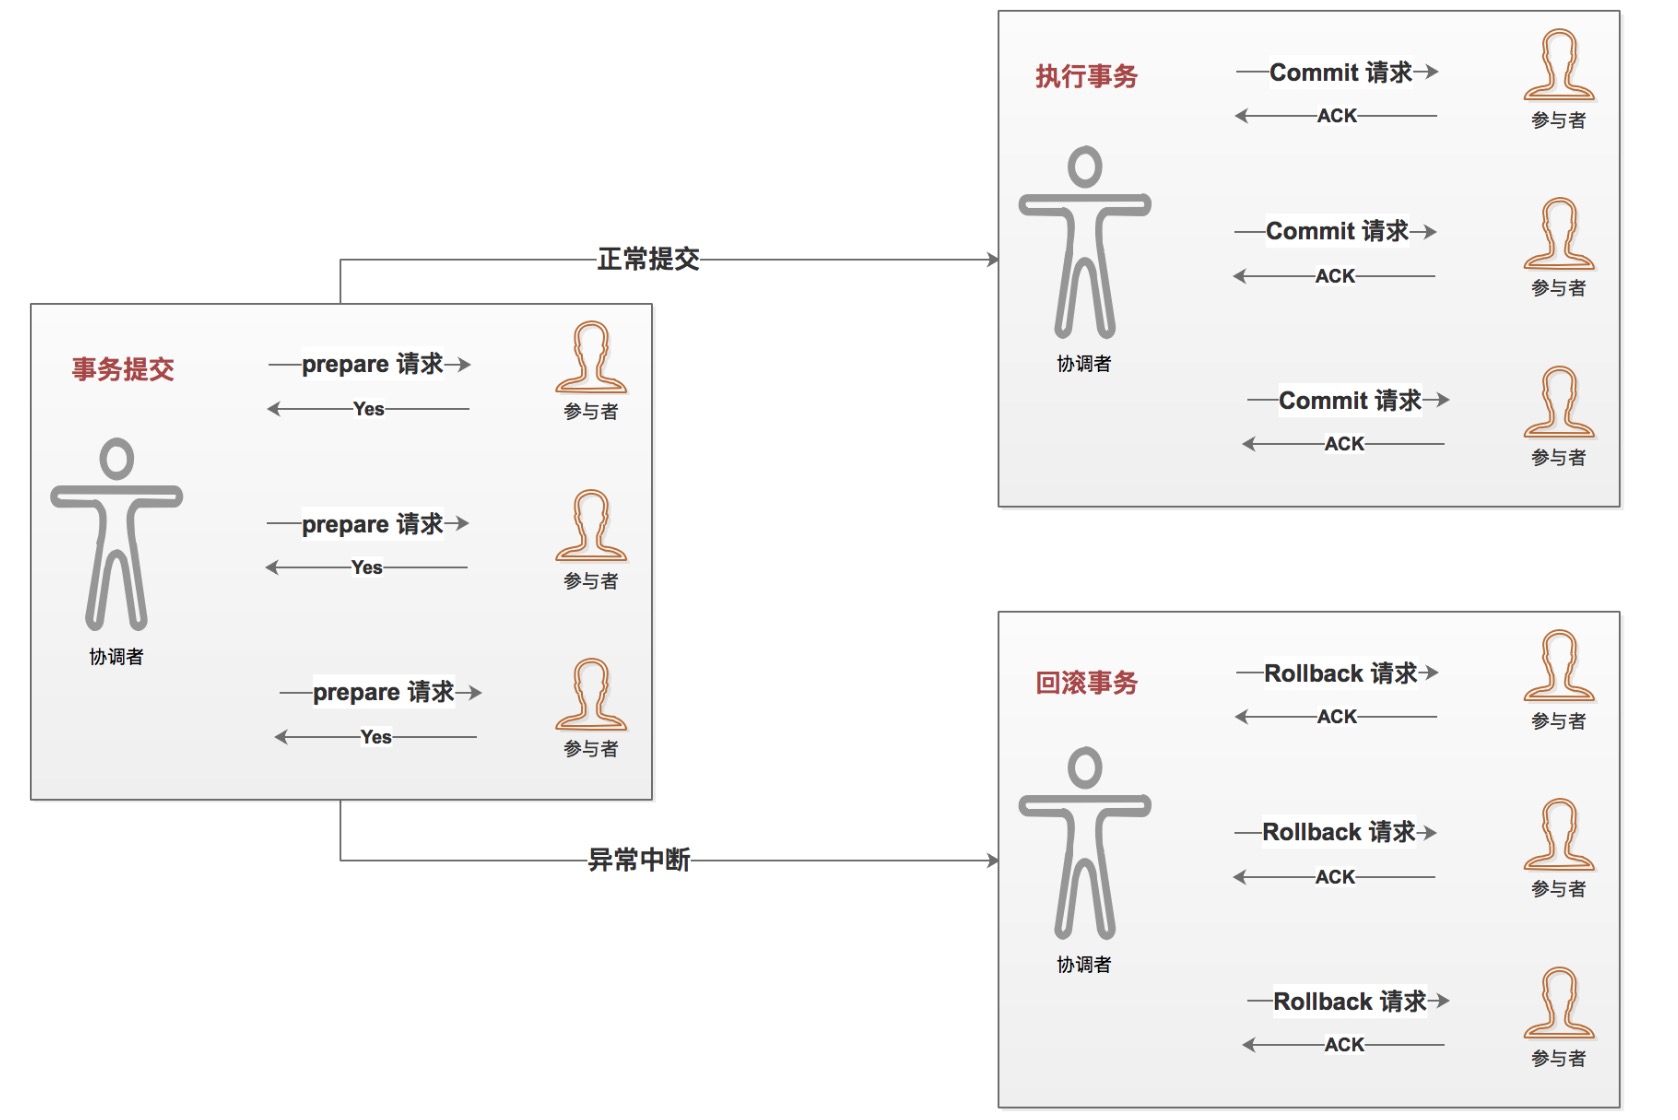 事务提交
prepare 请求
Yes
参与者
prepare 请求
Yes
参与者
协调者
prepare 请求
Yes
参与者
正常提交
执行事务
Commit 请求
ACK
参与者
Commit 请求
ACK
参与者
协调者
Commit 请求
ACK
参与者
异常中断
回滚事务
Rollback 请求
ACK
参与者
Rollback 请求
ACK
参与者
协调者
Rollback 请求
ACK
参与者